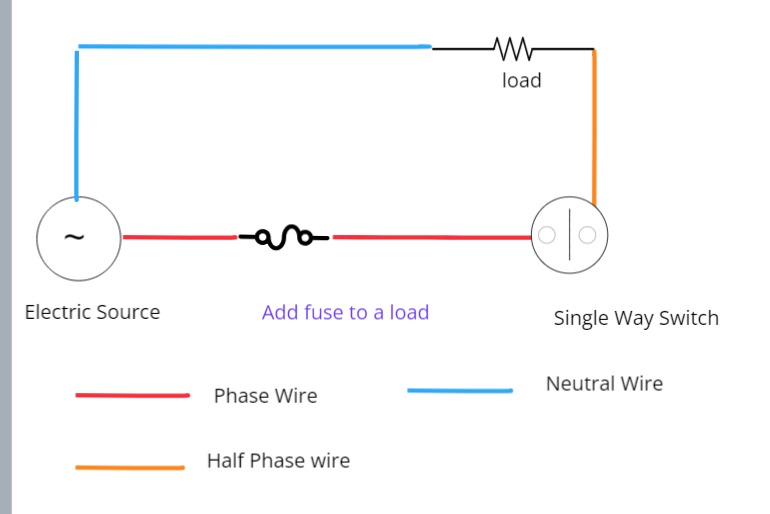 load
~
Electric Source
Add fuse to a load
Single Way Switch
Phase Wire
Neutral Wire
Half Phase wire